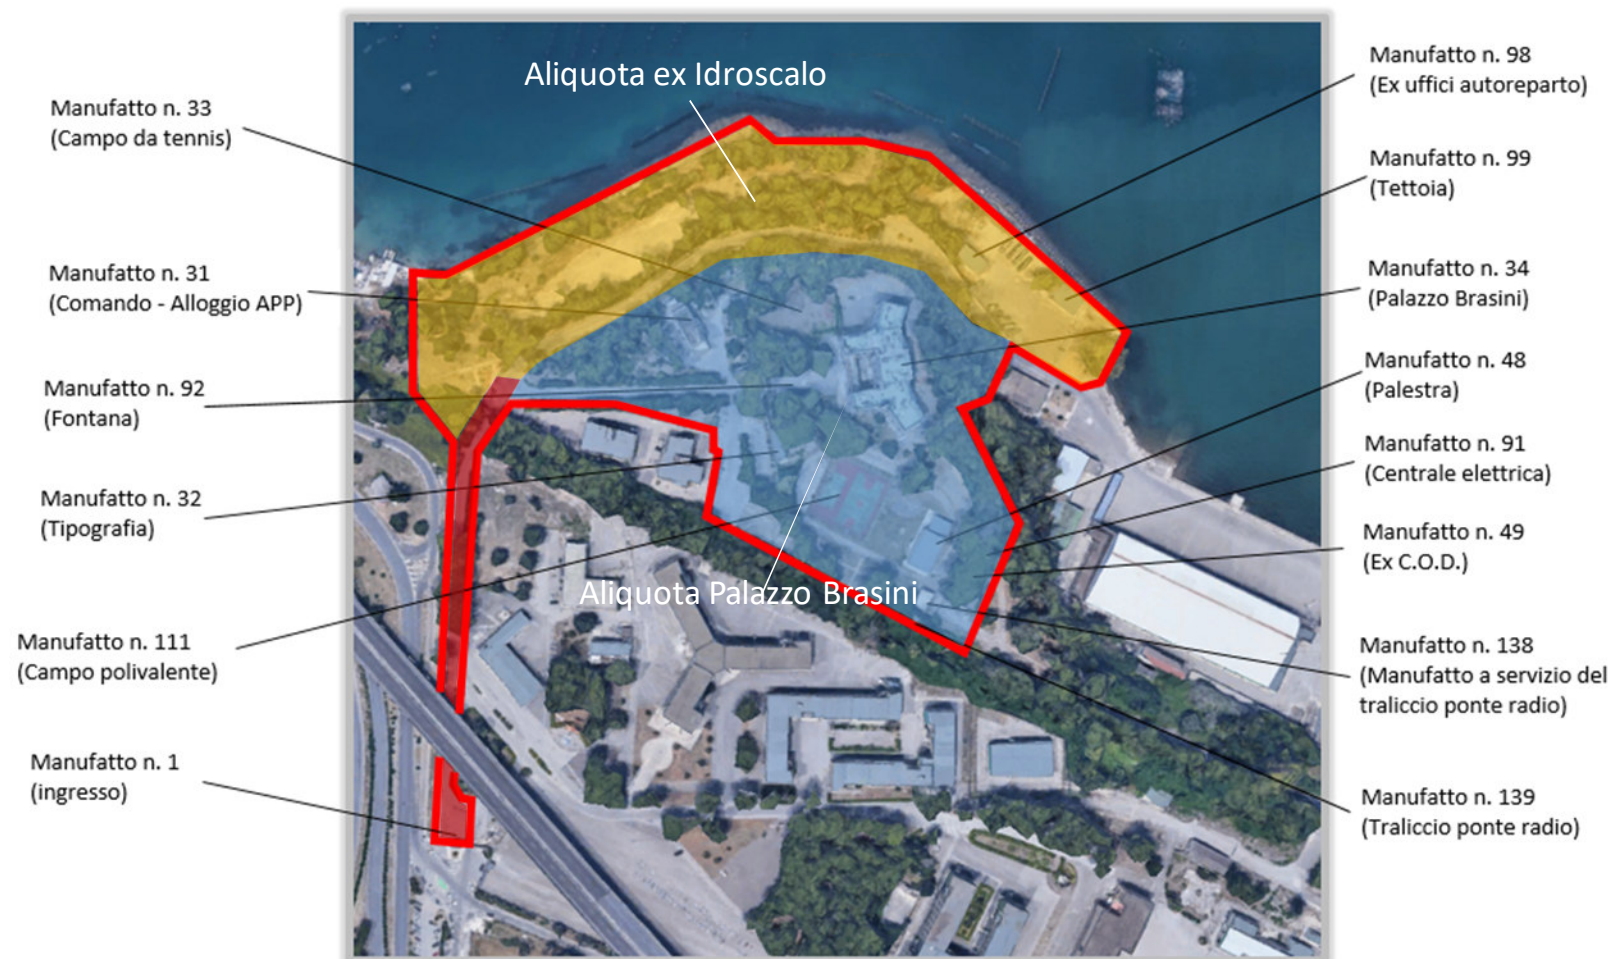 Aliquota ex Idroscalo
Manufatto n. 33
(Campo da tennis)
Manufatto n. 31
(Comando - Alloggio APP)
Manufatto n. 92
(Fontana)
Manufatto n. 32
(Tipografia)
Manufatto n. 111
(Campo polivalente)
Manufatto n. 1
(ingresso)
Aliquota Palazzo Brasini
Manufatto n. 98
(Ex uffici autoreparto)
Manufatto n. 99
(Tettoia)
Manufatto n. 34
(Palazzo Brasini)
Manufatto n. 48
(Palestra)
Manufatto n. 91
(Centrale elettrica)
Manufatto n. 49
(Ex C.O.D.)
Manufatto n. 138
(Manufatto a servizio del
traliccio ponte radio)
Manufatto n. 139
(Traliccio ponte radio)